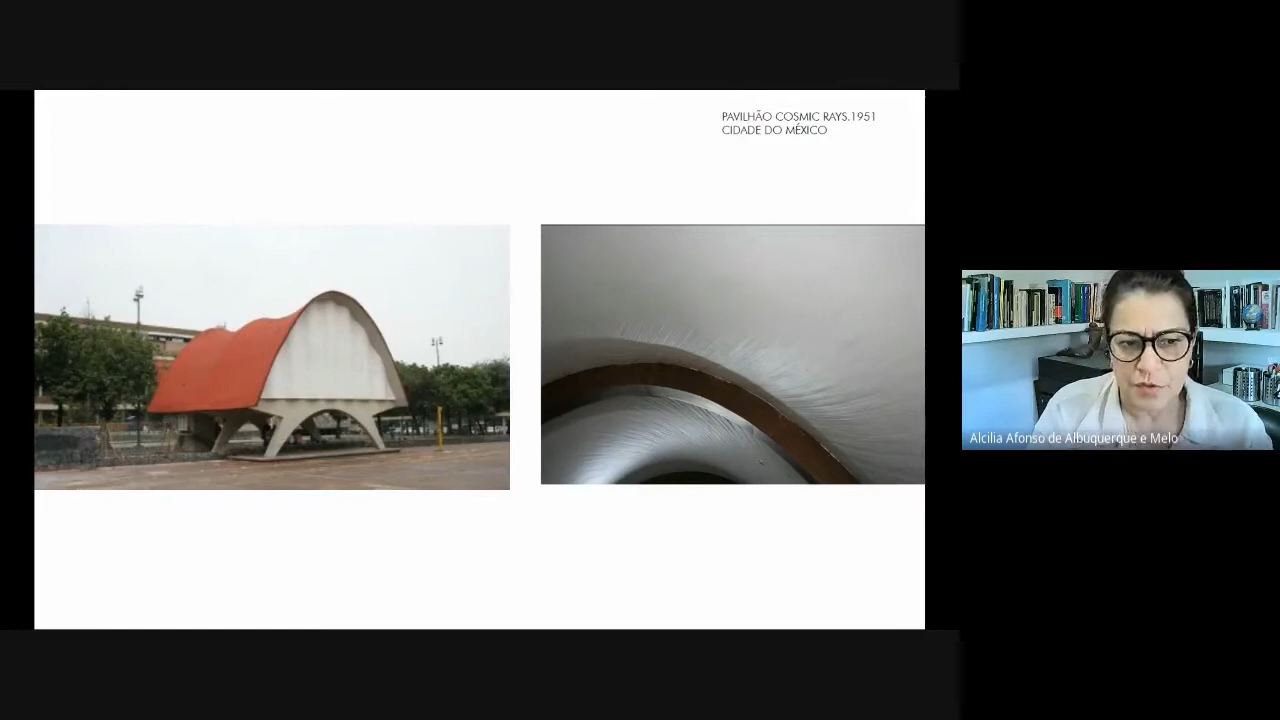 PAVILHÃO COSMIC RAYS.1951
CIDADE DO MÉXICO
Alcilia Afonso de Albuquerque e Melo